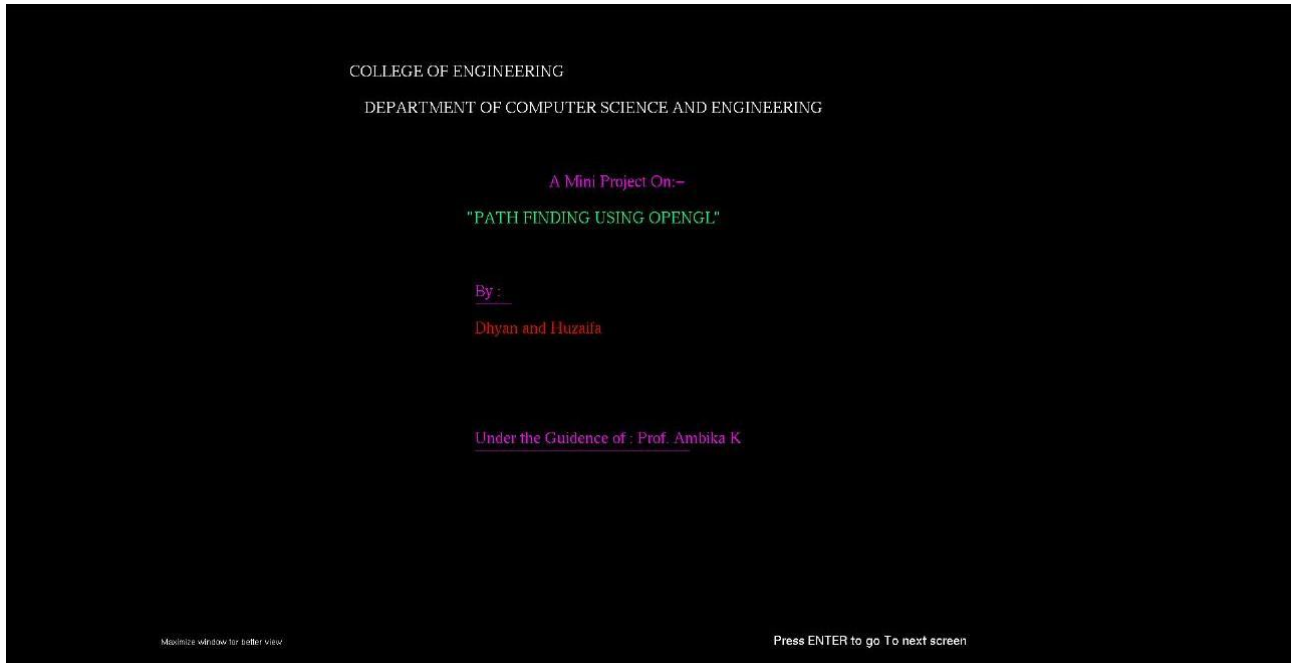 COLLEGE OF ENGINEERING
DEPARTMENT OF COMPUTER SCIENCE AND ENGINEERING
A Mini Project On:-
"PATH FINDING USING OPENGL"
By :
Dhyan and Huzaifa
Under the Guidence of : Prof. Ambika K
Maximize window for better view
Press ENTER to go To next screen